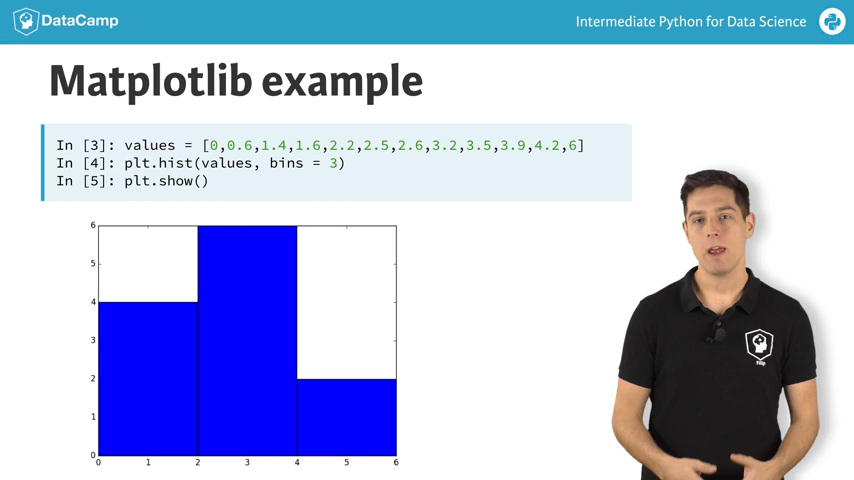 DataCamp
Intermediate Python for Data Science
Matplotlib example
In [3]: values = [0,0.6,1.4,1.6,2.2,2.5,2.6,3.2,3.5,3.9,4.2,6]
In [4]: plt.hist(values, bins = 3)
In [5]: plt.show()
6
5
4
3
2
1
0
0 1 2 3 4 5 6
Filip